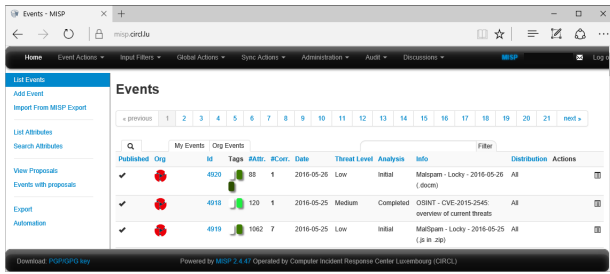 Events - MISP
misp.circl.lu
Home Event Actions Input Filters Global Actions Sync Actions Administration Audit Discussions MISP Log o
List Events
Add Event
Import From MISP Export
List Attributes
Search Attributes
View Proposals
Events with proposals
Export
Automation
Events
« previous 1 2 3 4 5 6 7 8 9 10 11 12 13 14 15 16 17 18 19 20 21 next »
My Events Org Events Filter
Published Org Id Tags #Attr. #Corr. Date Threat Level Analysis Info Distribution Actions
4920 88 1 2016-05-26 Low Initial Malspam - Locky - 2016-05-26 All
(.docm)
4918 120 1 2016-05-25 Medium Completed OSINT - CVE-2015-2545: All
overview of current threats
4919 1062 7 2016-05-25 Low Initial MalSpam - Locky - 2016-05-25 All
(.js in .zip)
Download: PGP/GPG key Powered by MISP 2.4.47 Operated by Computer Incident Response Center Luxembourg (CIRCL)